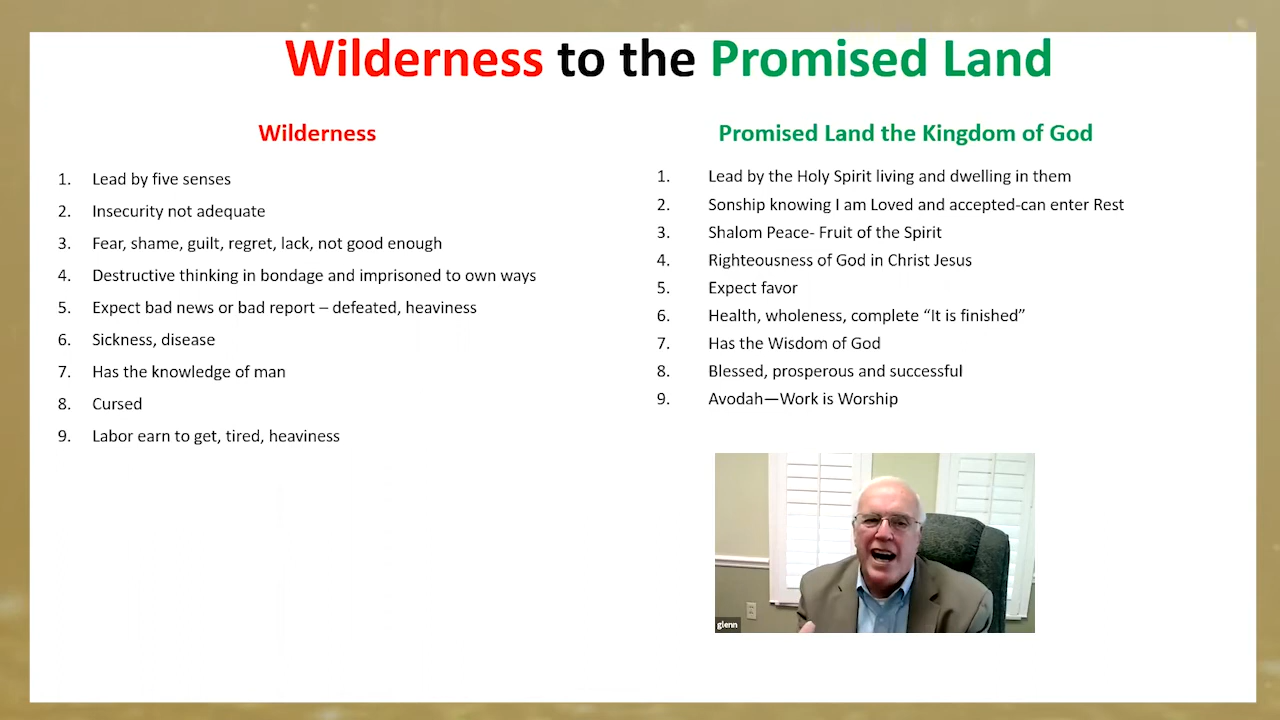 Wilderness to the Promised Land
Wilderness
1. Lead by five senses
2. Insecurity not adequate
3. Fear, shame, guilt, regret, lack, not good enough
4. Destructive thinking in bondage and imprisoned to own ways
5. Expect bad news or bad report – defeated, heaviness
6. Sickness, disease
7. Has the knowledge of man
8. Cursed
9. Labor earn to get, tired, heaviness
Promised Land the Kingdom of God
1. Lead by the Holy Spirit living and dwelling in them
2. Sonship knowing I am Loved and accepted-can enter Rest
3. Shalom Peace- Fruit of the Spirit
4. Righteousness of God in Christ Jesus
5. Expect favor
6. Health, wholeness, complete “It is finished”
7. Has the Wisdom of God
8. Blessed, prosperous and successful
9. Avodah—Work is Worship
glenn